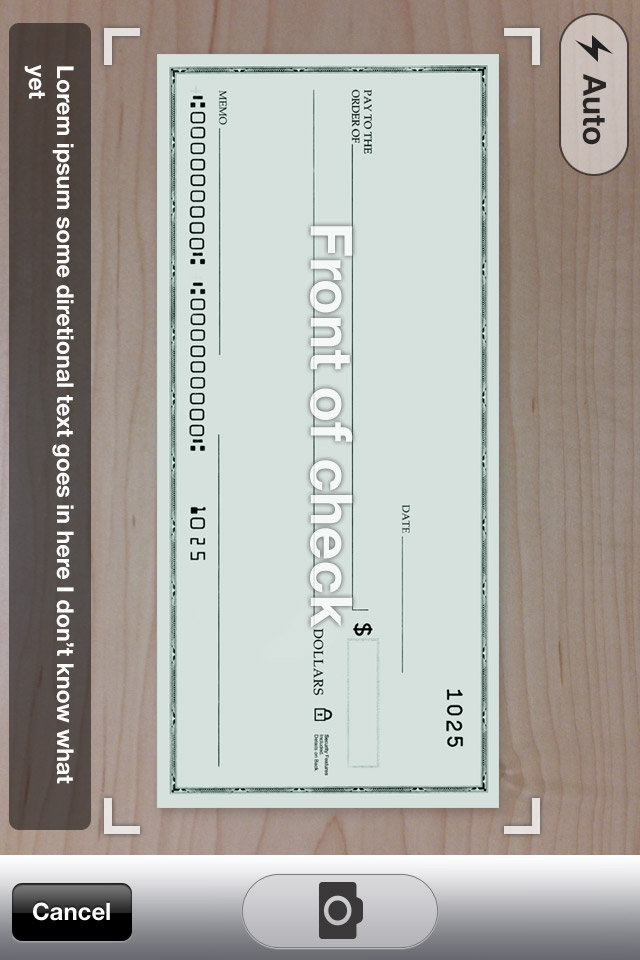 Auto
1025
DATE
PAY TO THE
ORDER OF
$
Front of check
DOLLARS
Security Features
Included.
Details on Back.
MEMO
⑆000000000⑆ ⑆000000000⑆ 1025
Lorem ipsum some diretional text goes in here I don't know what
yet
Cancel